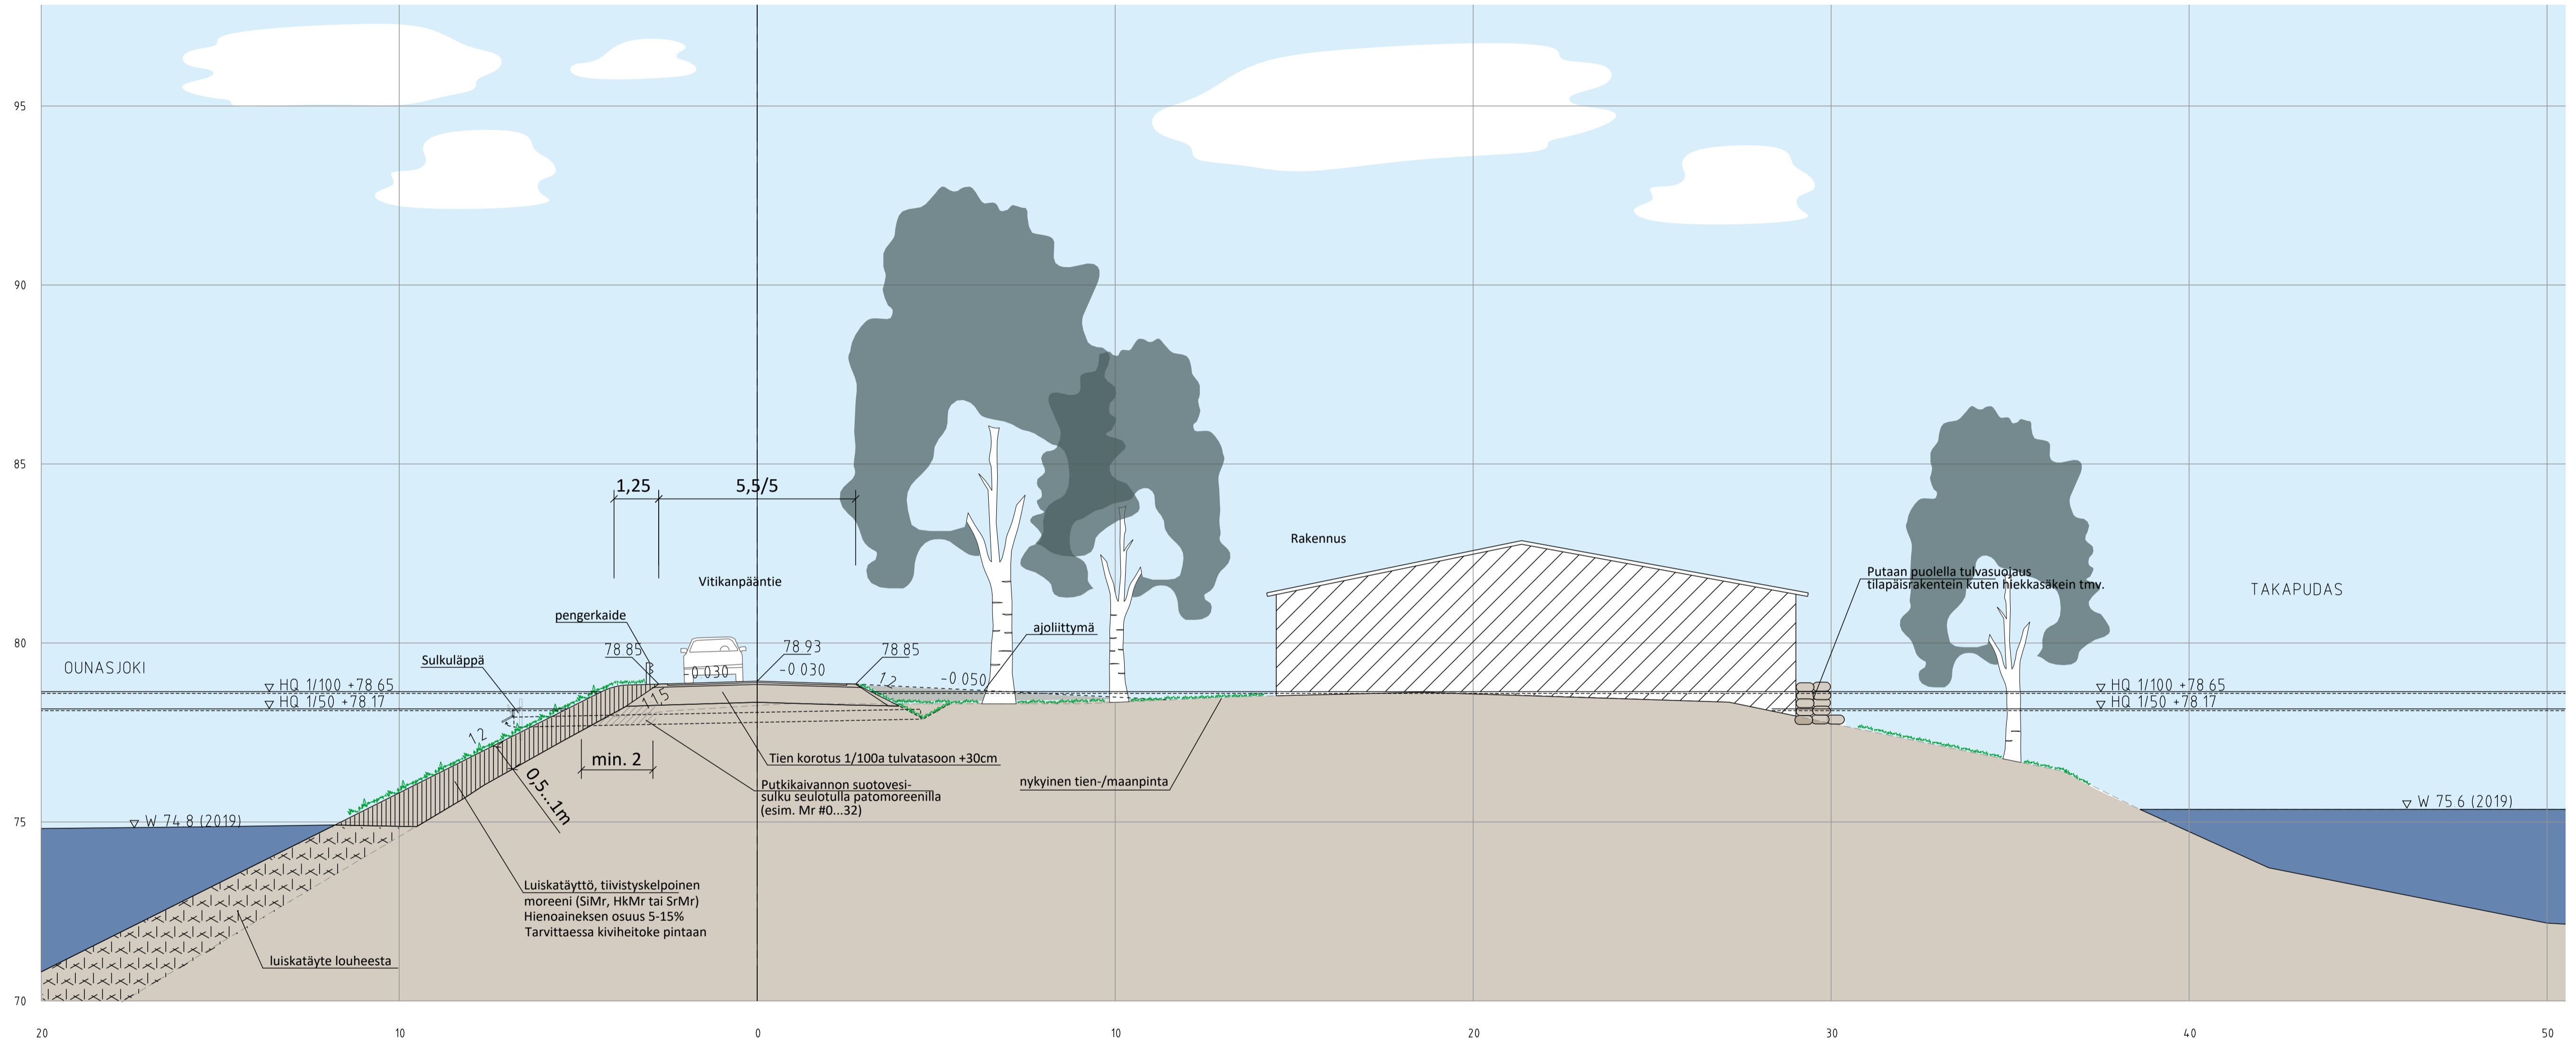 95
90
85
80
75
70
1,25
5,5/5
Vitikanpääntie
pengerkaide
78 85
78 93
78 85
Sulkuläppä
-0 030
-0 030
1:5
1:2
-0 050
ajoliittymä
Rakennus
Putaan puolella tulvasuojaus
tilapäisrakentein kuten hiekkasäkein tmv.
TAKAPUDAS
OUNASJOKI
HQ 1/100 +78 65
HQ 1/50 +78 17
HQ 1/100 +78 65
HQ 1/50 +78 17
1:2
min. 2
0,5...1m
Tien korotus 1/100a tulvatasoon +30cm
Putkikaivannon suotovesi-
sulku seulotulla patomoreenilla
(esim. Mr #0...32)
nykyinen tien-/maanpinta
W 74 8 (2019)
W 75 6 (2019)
Luiskatäyttö, tiivistyskelpoinen
moreeni (SiMr, HkMr tai SrMr)
Hienoaineksen osuus 5-15%
Tarvittaessa kiviheitoke pintaan
luiskatäyte louheesta
20
10
0
10
20
30
40
50